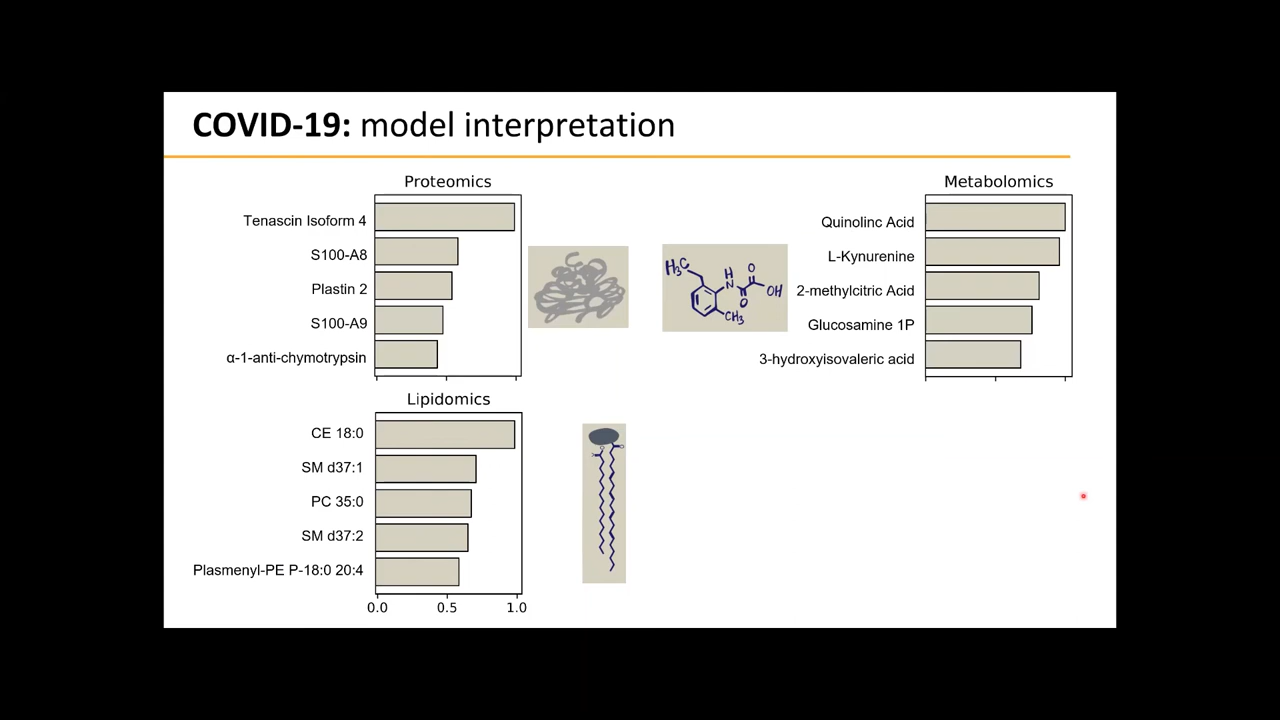 COVID-19: model interpretation
Proteomics
Tenascin Isoform 4
S100-A8
Plastin 2
S100-A9
α-1-anti-chymotrypsin
H₃C
H
N
O
O
OH
CH₃
Metabolomics
Quinolinc Acid
L-Kynurenine
2-methylcitric Acid
Glucosamine 1P
3-hydroxyisovaleric acid
Lipidomics
CE 18:0
SM d37:1
PC 35:0
SM d37:2
Plasmenyl-PE P-18:0 20:4
0.0 0.5 1.0